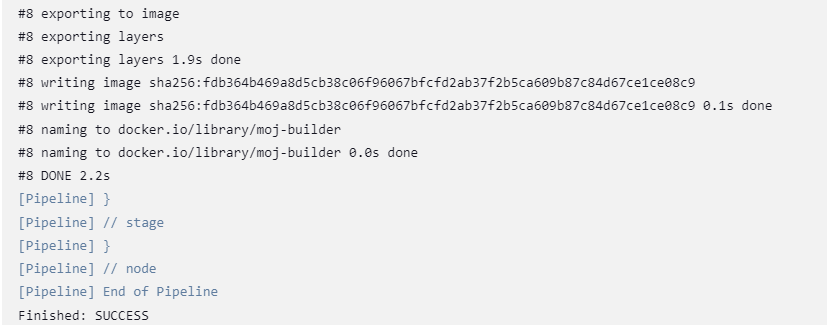 #8 exporting to image
#8 exporting layers
#8 exporting layers 1.9s done
#8 writing image sha256:fdb364b469a8d5cb38c06f96067bfcfd2ab37f2b5ca609b87c84d67ce1ce08c9
#8 writing image sha256:fdb364b469a8d5cb38c06f96067bfcfd2ab37f2b5ca609b87c84d67ce1ce08c9 0.1s done
#8 naming to docker.io/library/moj-builder
#8 naming to docker.io/library/moj-builder 0.0s done
#8 DONE 2.2s
[Pipeline] }
[Pipeline] // stage
[Pipeline] }
[Pipeline] // node
[Pipeline] End of Pipeline
Finished: SUCCESS